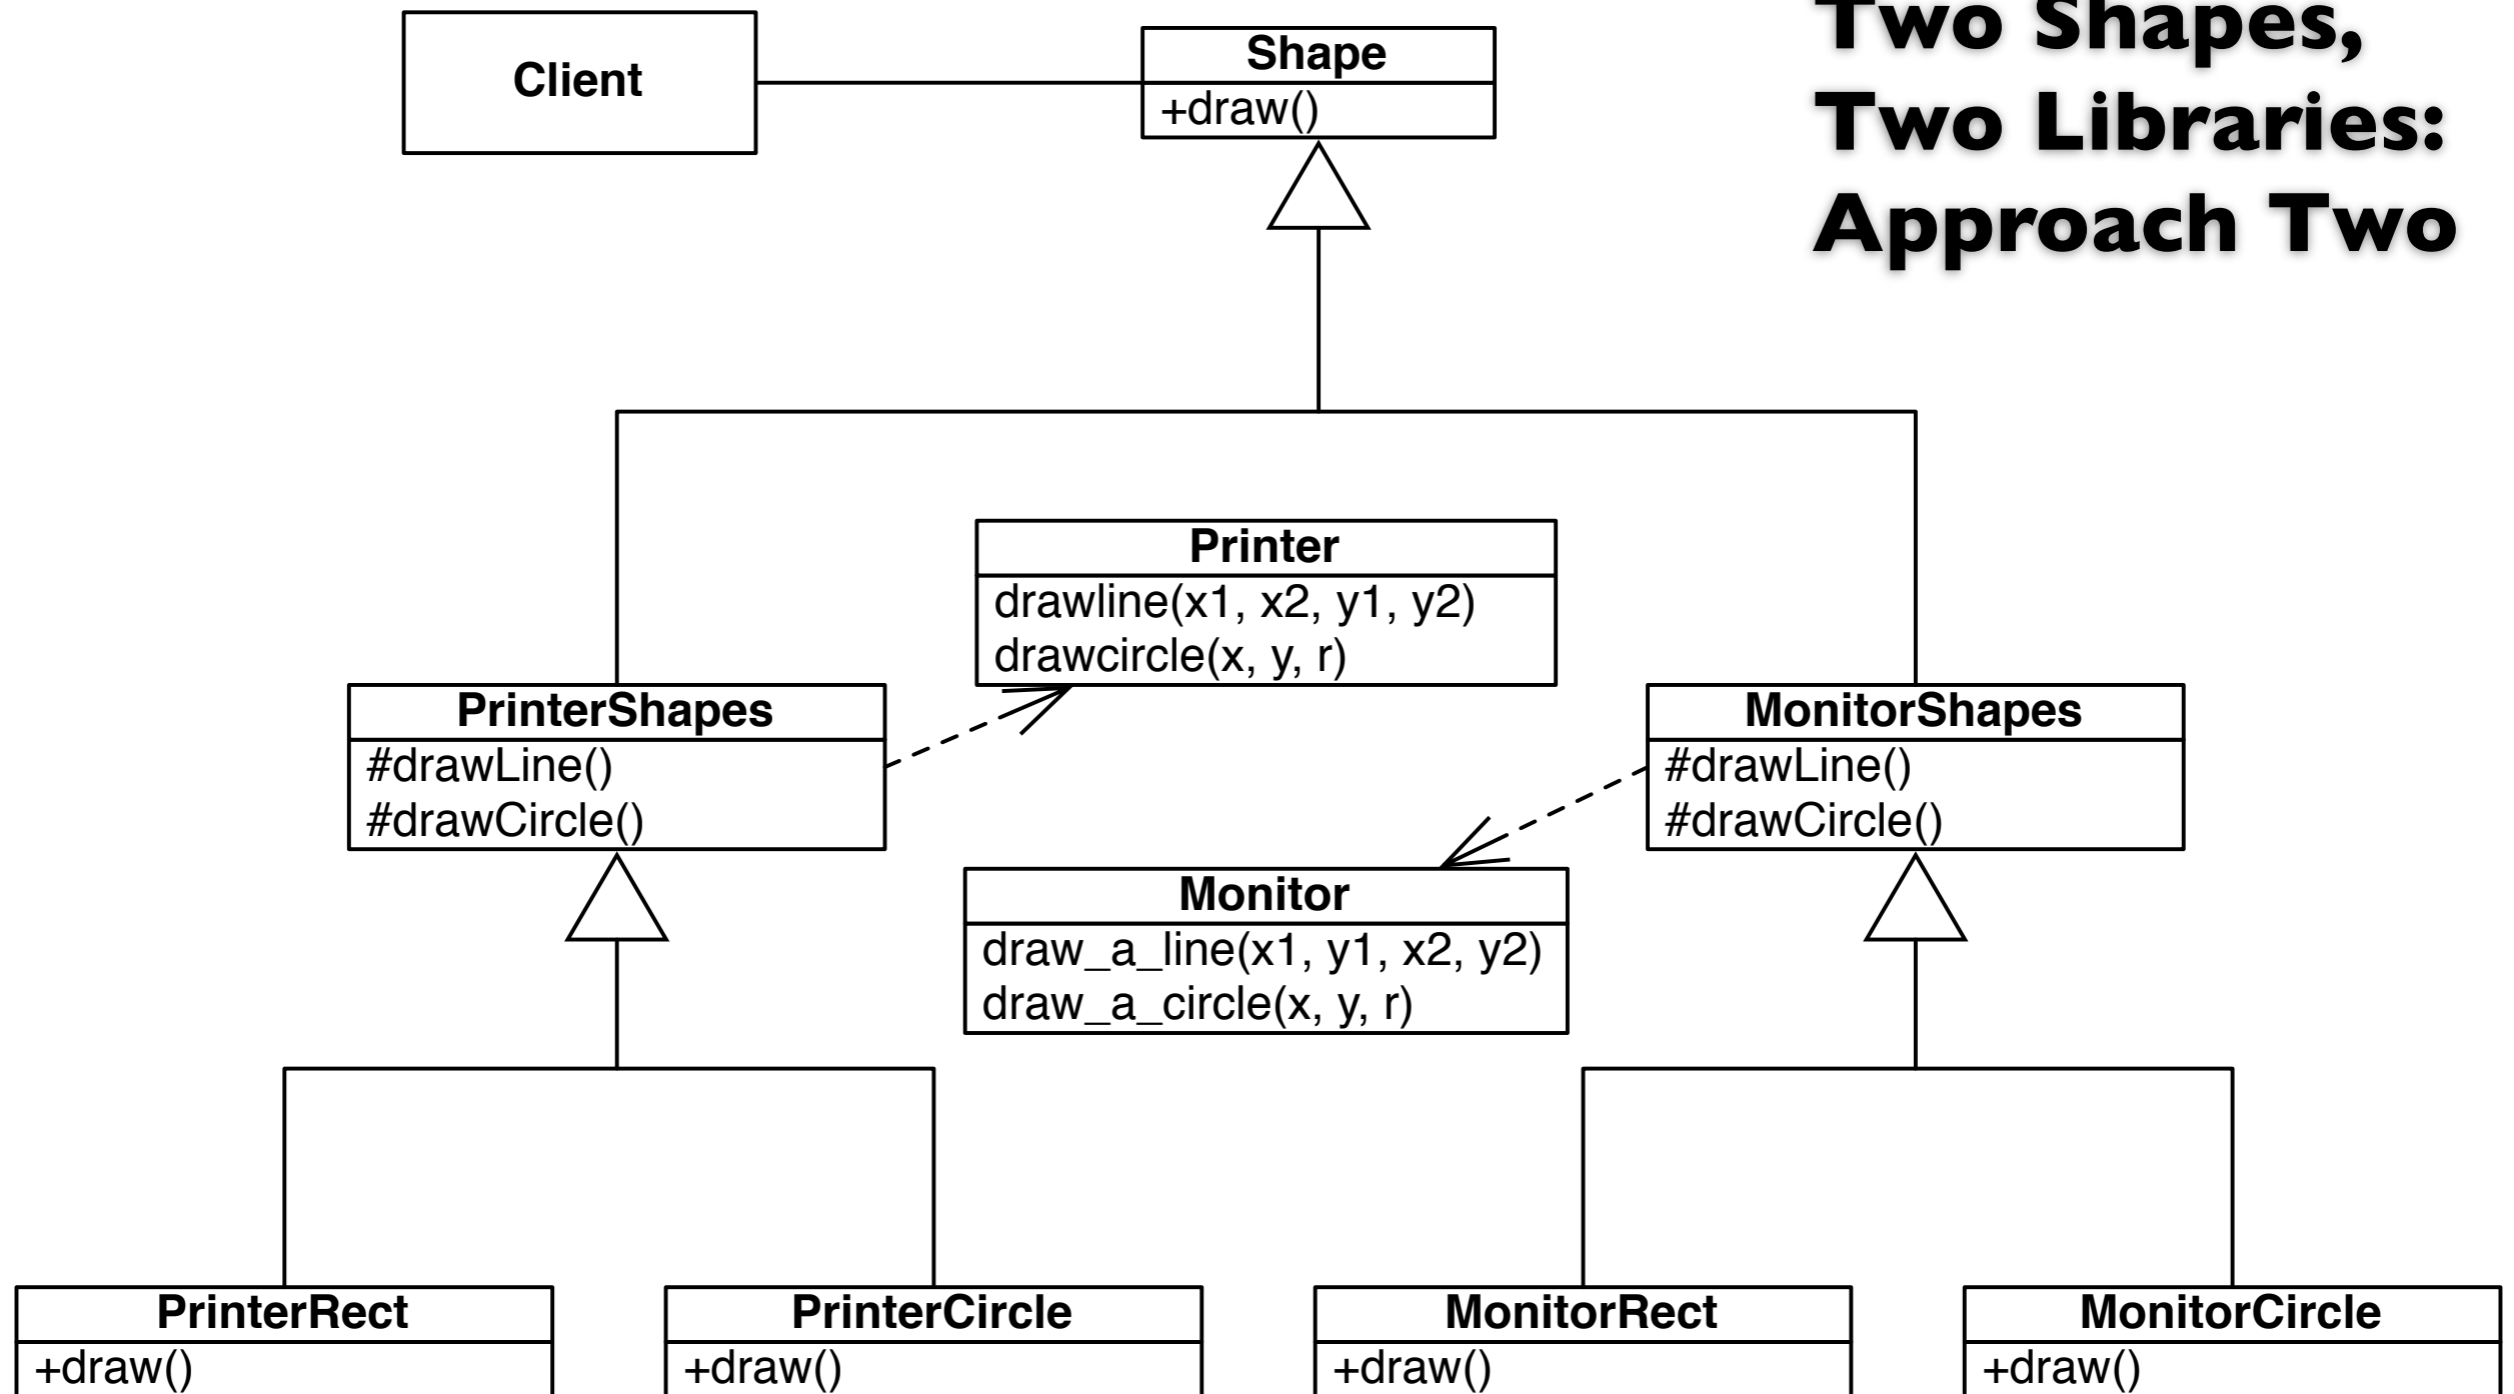 Two Shapes,
Two Libraries:
Approach Two
Client
Shape
+draw()
Printer
drawline(x1, x2, y1, y2)
drawcircle(x, y, r)
PrinterShapes
#drawLine()
#drawCircle()
MonitorShapes
#drawLine()
#drawCircle()
Monitor
draw_a_line(x1, y1, x2, y2)
draw_a_circle(x, y, r)
PrinterRect
+draw()
PrinterCircle
+draw()
MonitorRect
+draw()
MonitorCircle
+draw()